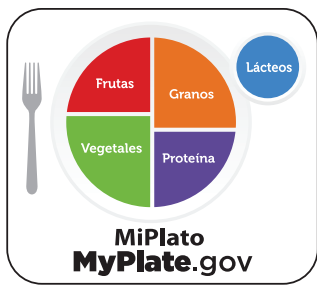 Lácteos
Frutas
Granos
Vegetales
Proteína
MiPlato
MyPlate.gov